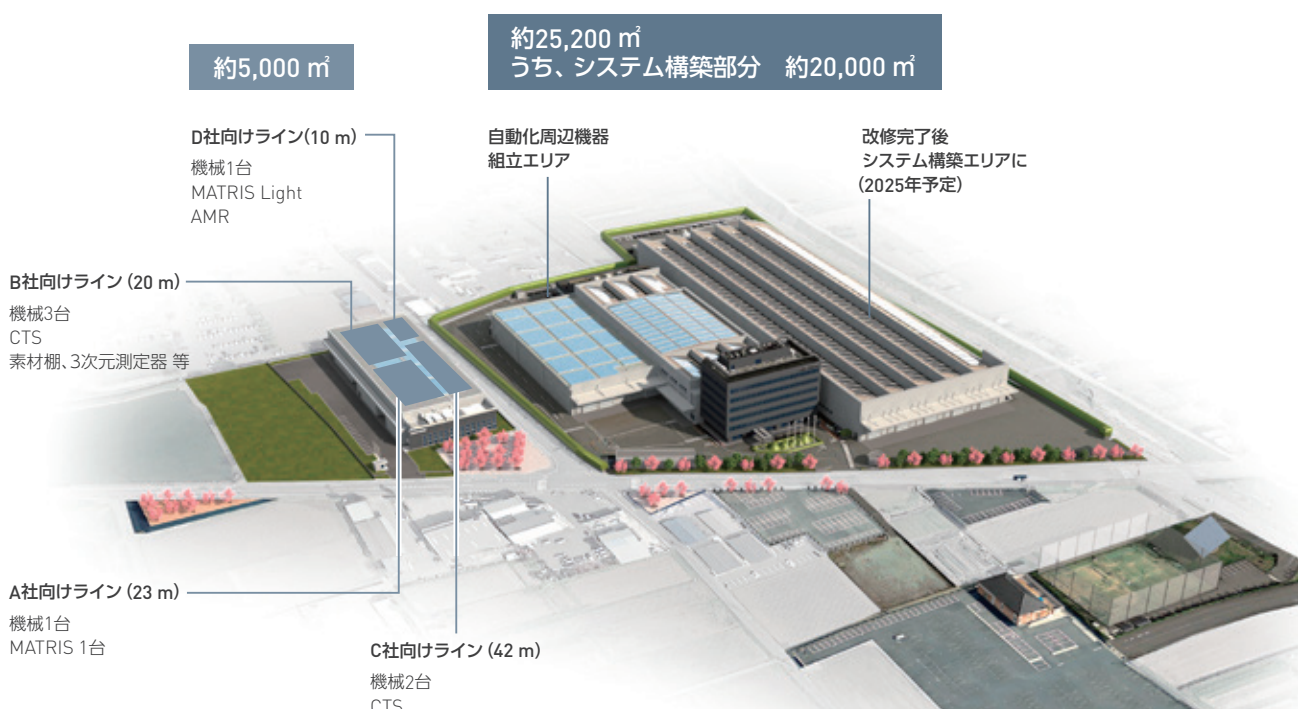 約5,000 ㎡
約25,200 ㎡
うち、システム構築部分　約20,000 ㎡
D社向けライン(10 m)
機械1台
MATRIS Light
AMR
自動化周辺機器
組立エリア
改修完了後
システム構築エリアに
(2025年予定)
B社向けライン (20 m)
機械3台
CTS
素材棚、3次元測定器 等
A社向けライン (23 m)
機械1台
MATRIS 1台
C社向けライン (42 m)
機械2台
CTS